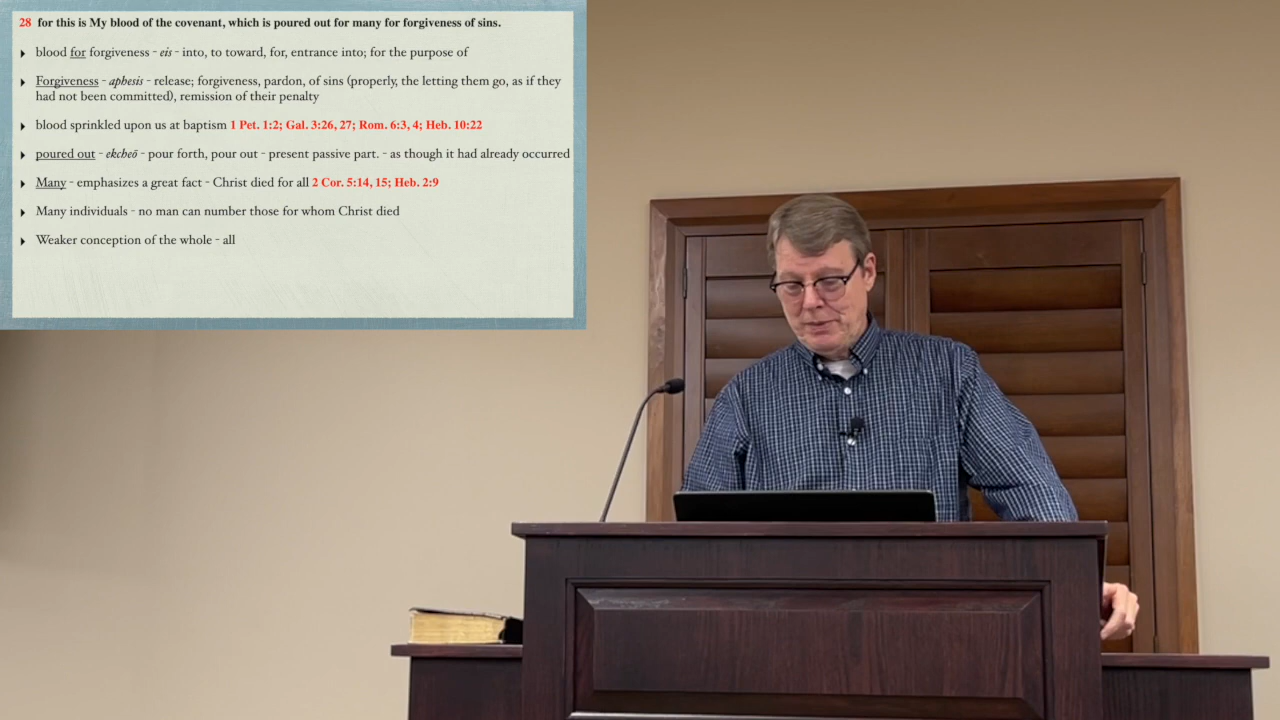 28 for this is My blood of the covenant, which is poured out for many for forgiveness of sins.
blood for forgiveness - eis - into, to toward, for, entrance into; for the purpose of
Forgiveness - aphesis - release; forgiveness, pardon, of sins (properly, the letting them go, as if they
had not been committed), remission of their penalty
blood sprinkled upon us at baptism 1 Pet. 1:2; Gal. 3:26, 27; Rom. 6:3, 4; Heb. 10:22
poured out - ekcheō - pour forth, pour out - present passive part. - as though it had already occurred
Many - emphasizes a great fact - Christ died for all 2 Cor. 5:14, 15; Heb. 2:9
Many individuals - no man can number those for whom Christ died
Weaker conception of the whole - all